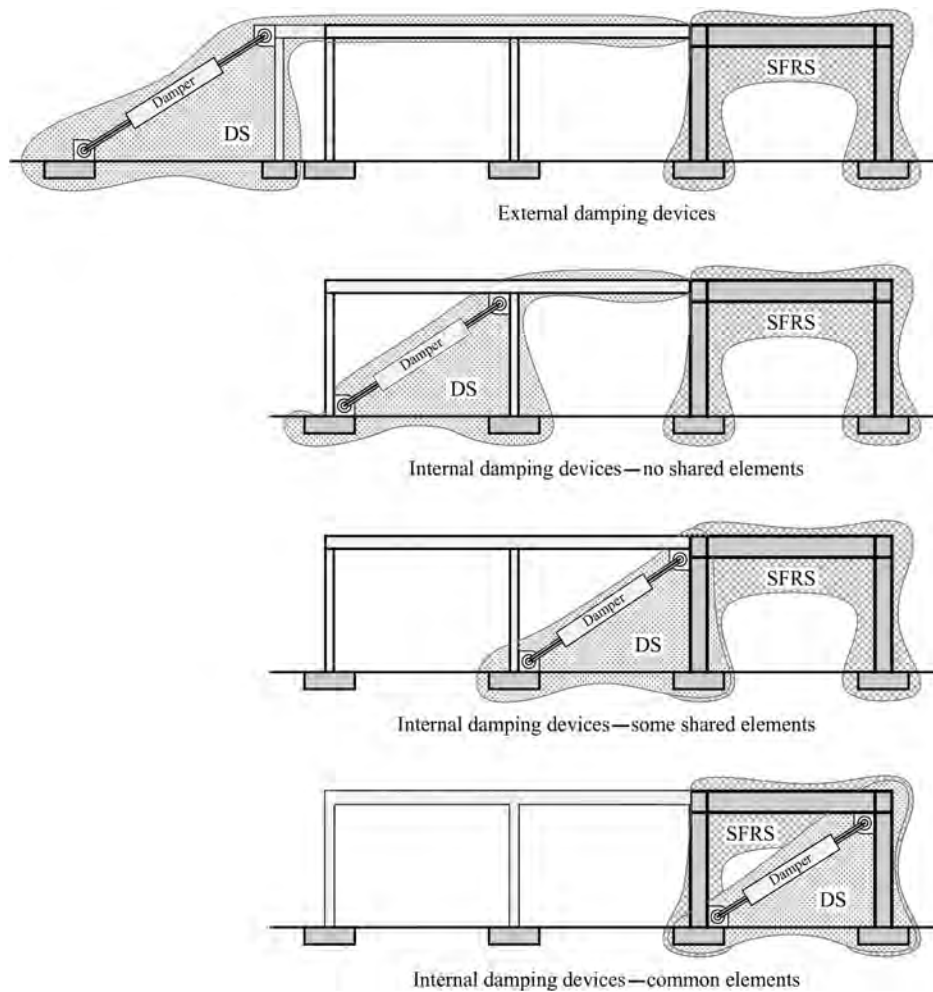 Damper
DS
SFRS
External damping devices
Damper
DS
SFRS
Internal damping devices—no shared elements
Damper
DS
SFRS
Internal damping devices—some shared elements
SFRS
Damper
DS
Internal damping devices—common elements